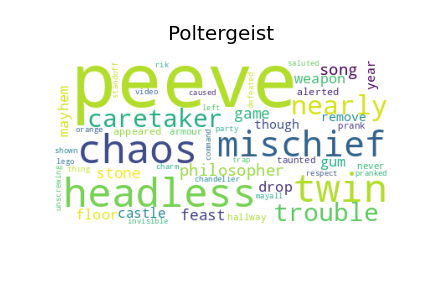 Poltergeist
peeve
chaos
mischief
headless
twin
caretaker
nearly
trouble
philosopher
song
weapon
year
mayhem
standoff
rik
video
caused
saluted
alerted
defeated
left
game
though
remove
prank
orange
appeared
armour
command
party
shown
lego
thing
stone
charm
trap
taunted
gum
never
pranked
respect
unscrewing
chandelier
drop
mayall
floor
castle
feast
hallway
invisible